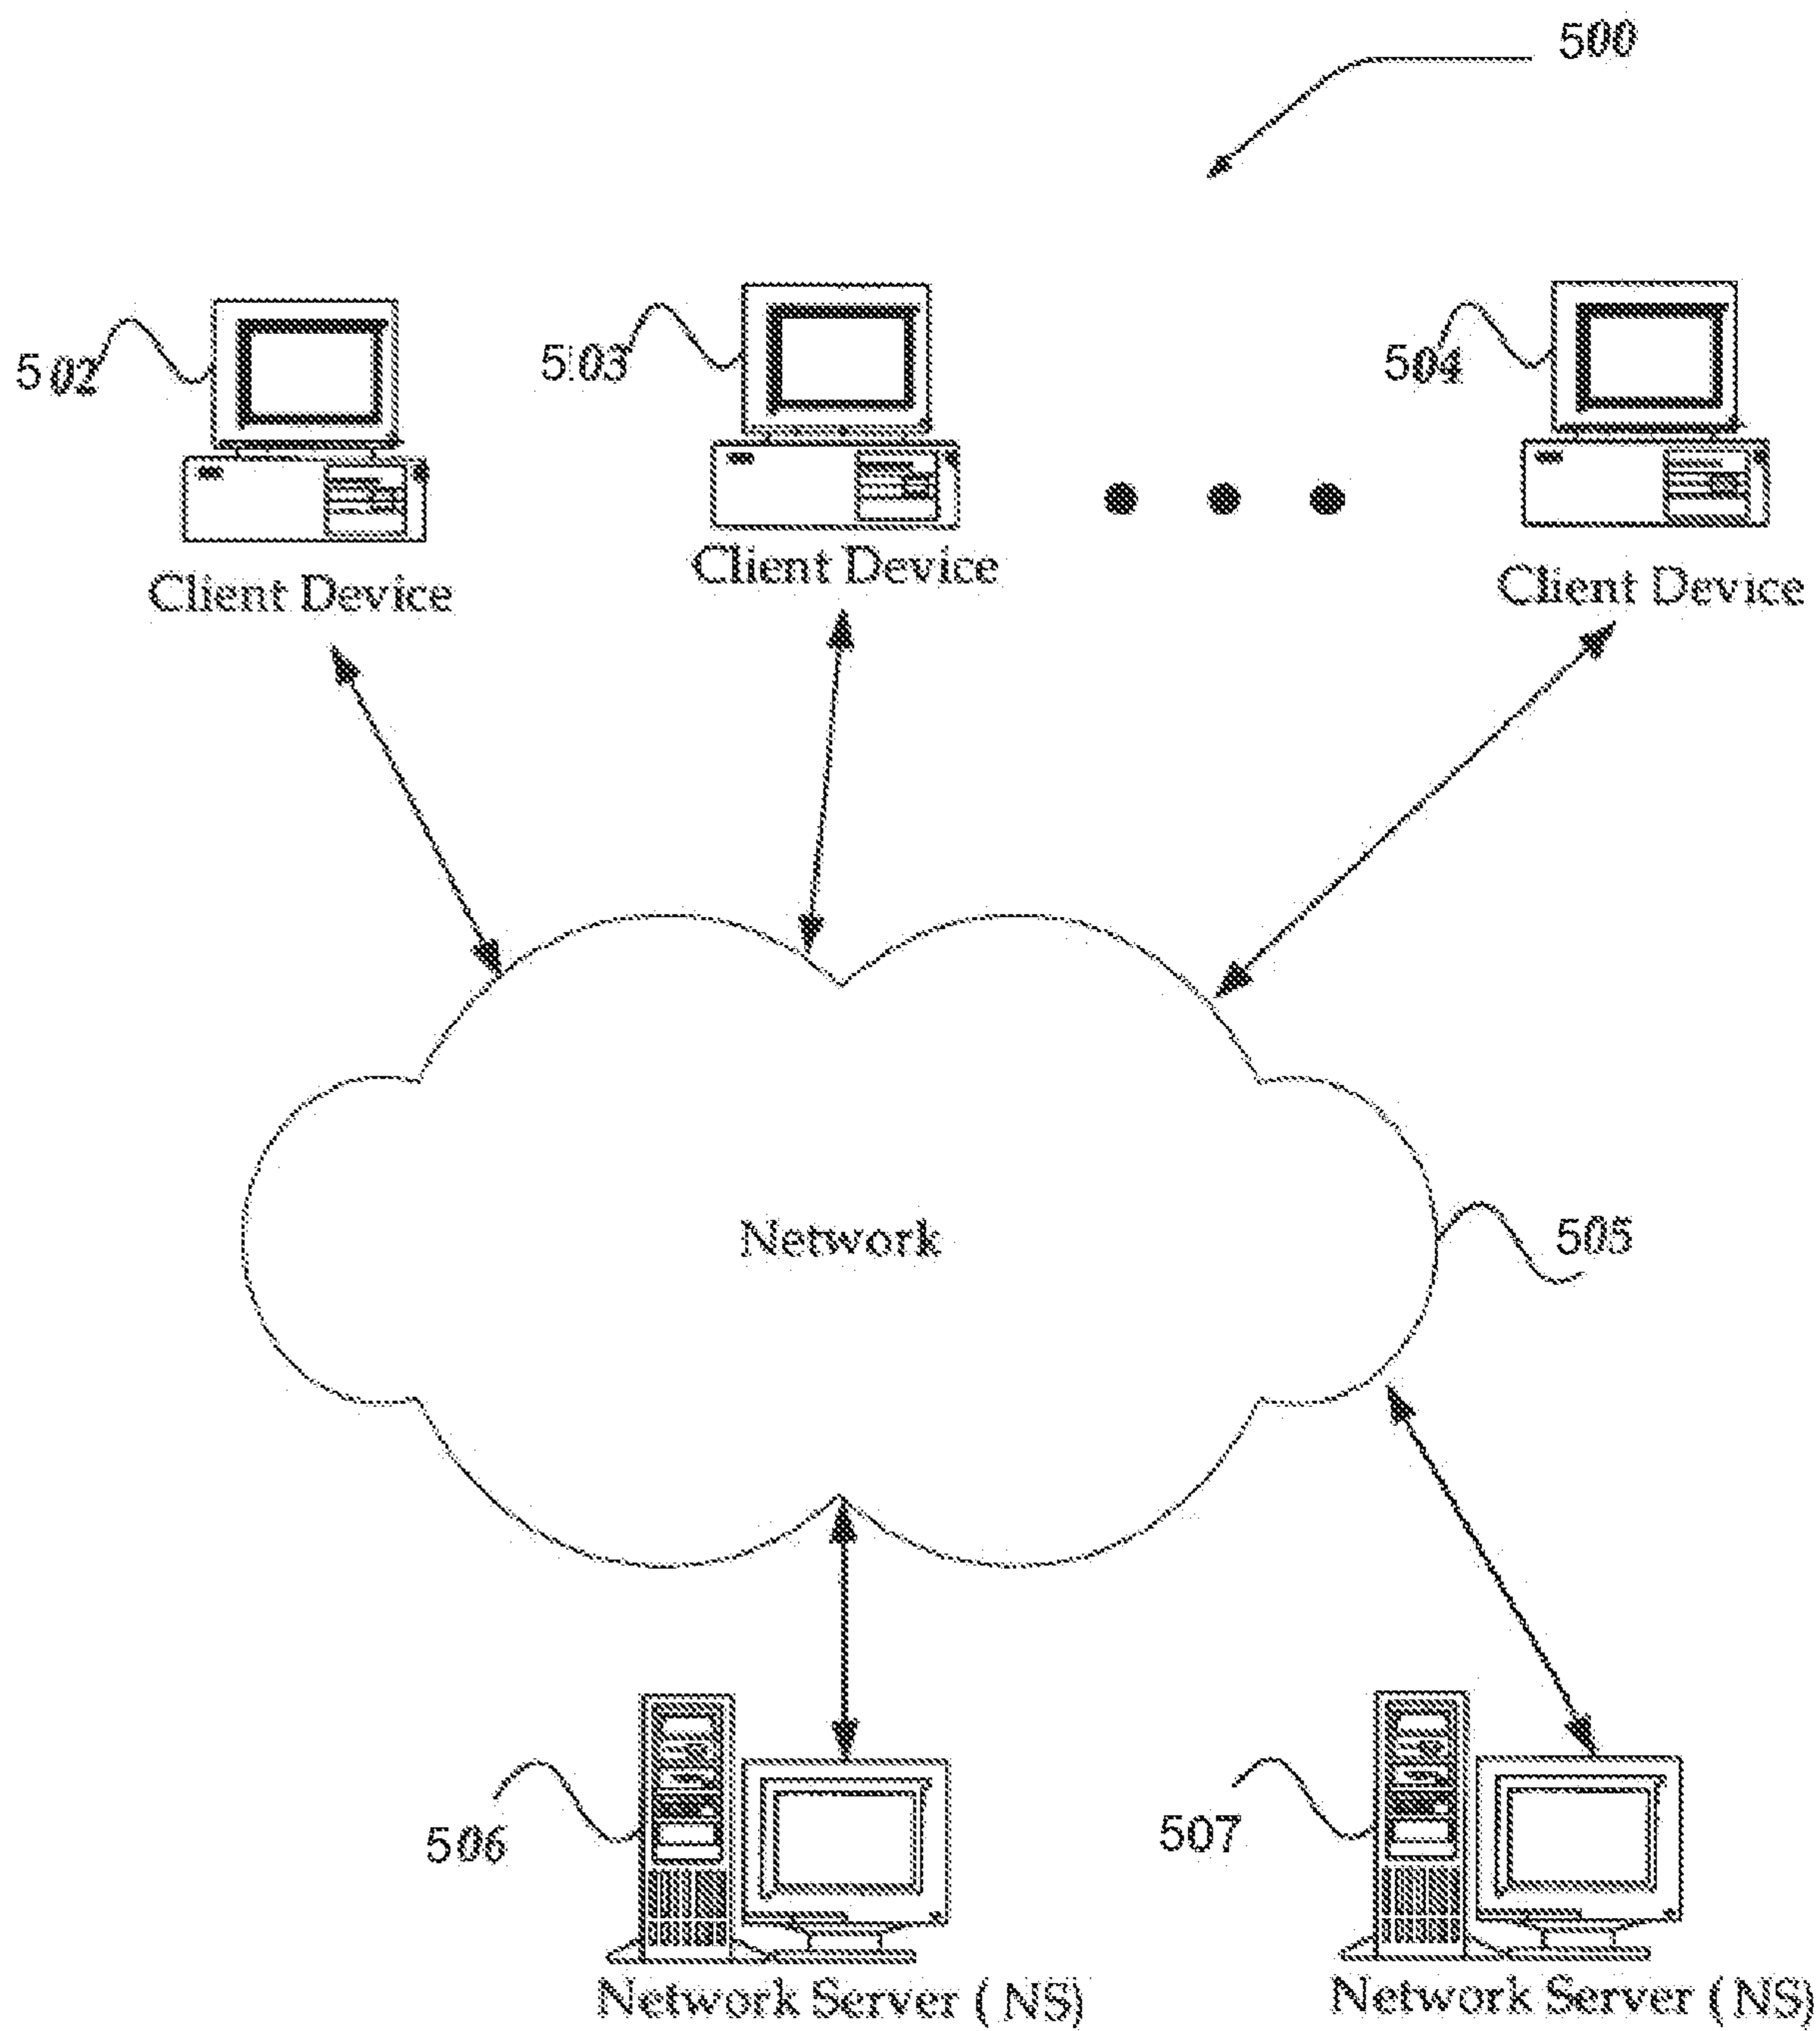 500
502
503
504
Client Device
Client Device
Client Device
Network
505
506
507
Network Server ( NS)
Network Server ( NS)